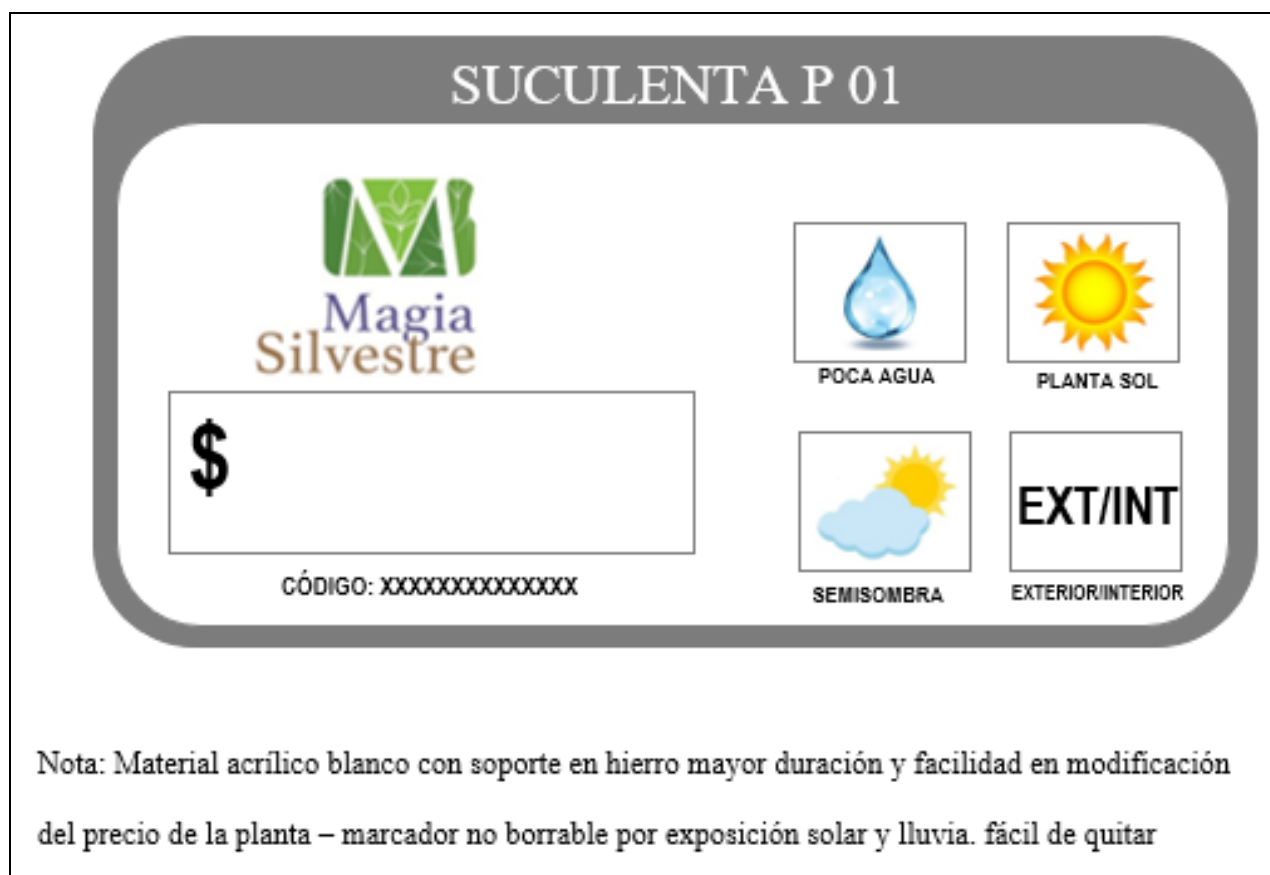 SUCULENTA P 01
Magia
Silvestre
$
CÓDIGO: XXXXXXXXXXXXXX
POCA AGUA
PLANTA SOL
SEMISOMBRA
EXT/INT
EXTERIOR/INTERIOR
Nota: Material acrílico blanco con soporte en hierro mayor duración y facilidad en modificación
del precio de la planta – marcador no borrable por exposición solar y lluvia. fácil de quitar